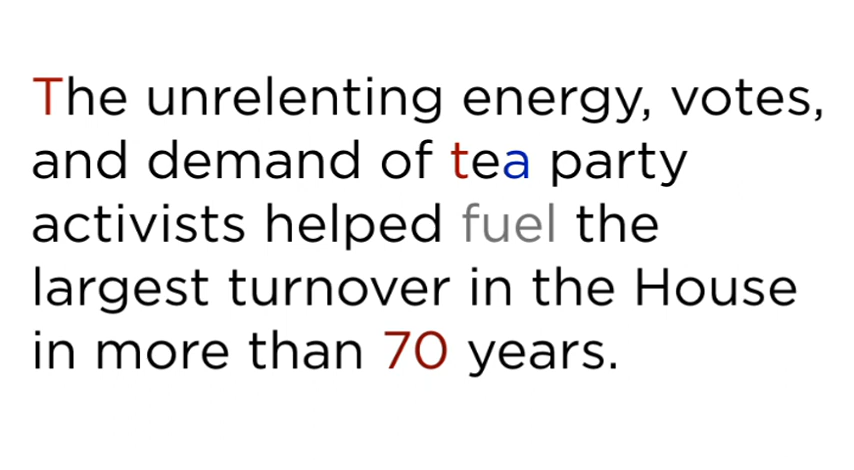 The unrelenting energy, votes,
and demand of tea party
activists helped fuel the
largest turnover in the House
in more than 70 years.